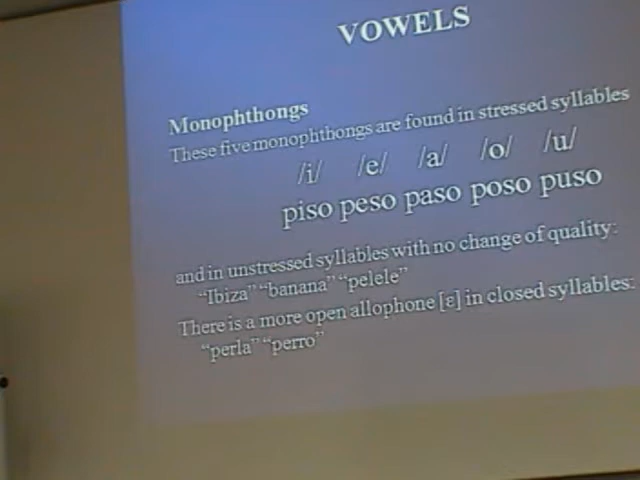 VOWELS
Monophthongs
These five monophthongs are found in stressed syllables
/i/ /e/ /a/ /o/ /u/
piso peso paso poso puso
and in unstressed syllables with no change of quality:
“Ibiza” “banana” “pelele”
There is a more open allophone [ɛ] in closed syllables:
“perla” “perro”